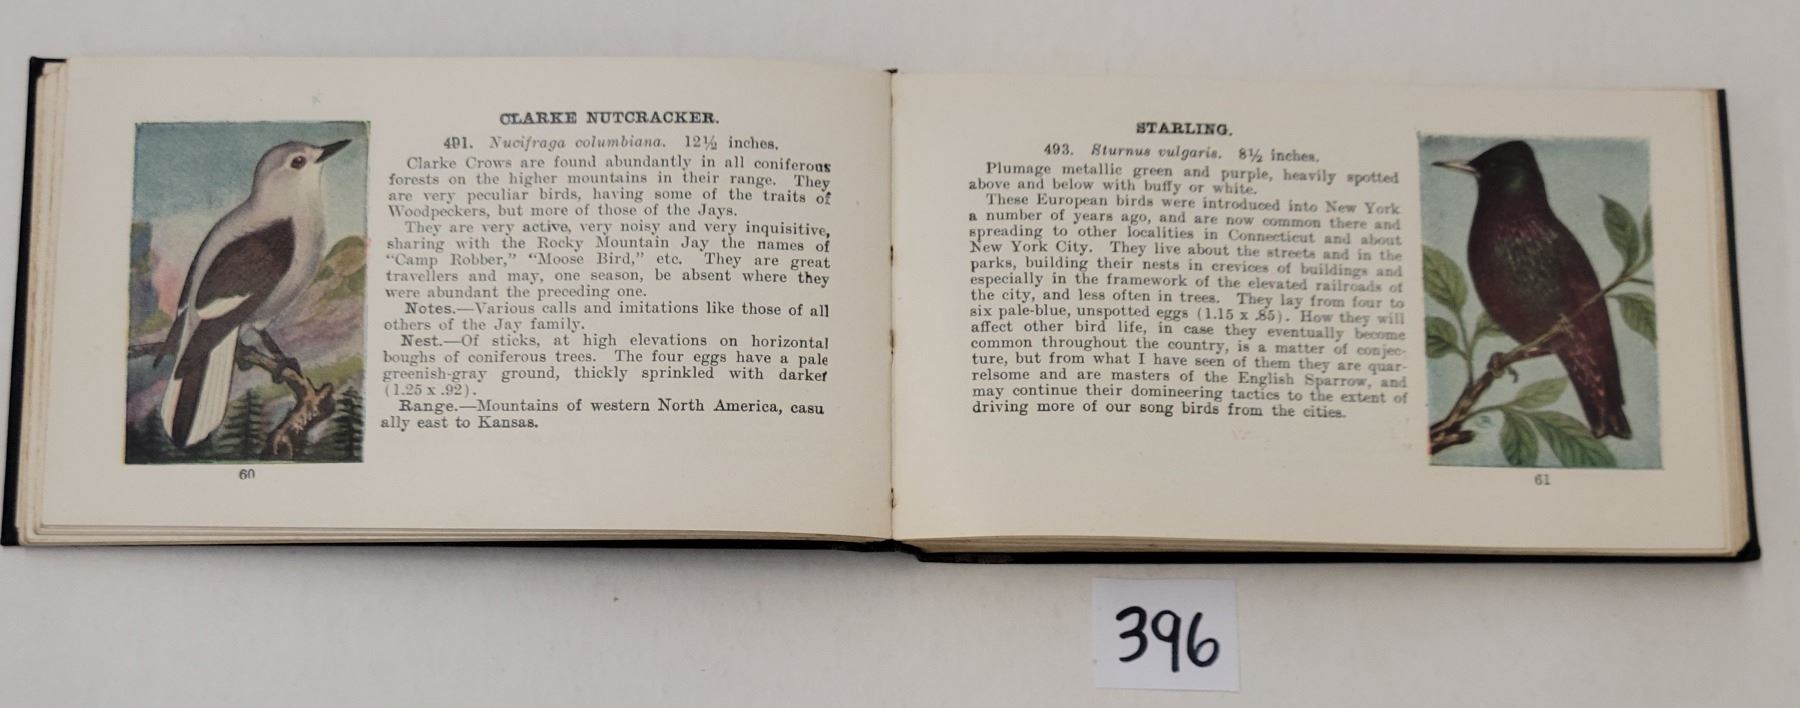 CLARKE NUTCRACKER.
491. Nucifraga columbiana. 12½ inches.
Clarke Crows are found abundantly in all coniferous
forests on the higher mountains in their range. They
are very peculiar birds, having some of the traits of
Woodpeckers, but more of those of the Jays.
They are very active, very noisy and very inquisitive,
sharing with the Rocky Mountain Jay the names of
“Camp Robber,” “Moose Bird,” etc. They are great
travellers and may, one season, be absent where they
were abundant the preceding one.
Notes.—Various calls and imitations like those of all
others of the Jay family.
Nest.—Of sticks, at high elevations on horizontal
boughs of coniferous trees. The four eggs have a pale
greenish-gray ground, thickly sprinkled with darker
(1.25 x .92).
Range.—Mountains of western North America, casu
ally east to Kansas.
60
STARLING.
493. Sturnus vulgaris. 8½ inches.
Plumage metallic green and purple, heavily spotted
above and below with buffy or white.
These European birds were introduced into New York
a number of years ago, and are now common there and
spreading to other localities in Connecticut and about
New York City. They live about the streets and in the
parks, building their nests in crevices of buildings and
especially in the framework of the elevated railroads of
the city, and less often in trees. They lay from four to
six pale-blue, unspotted eggs (1.15 x .85). How they will
affect other bird life, in case they eventually become
common throughout the country, is a matter of conjec-
ture, but from what I have seen of them they are quar-
relsome and are masters of the English Sparrow, and
may continue their domineering tactics to the extent of
driving more of our song birds from the cities.
61
396